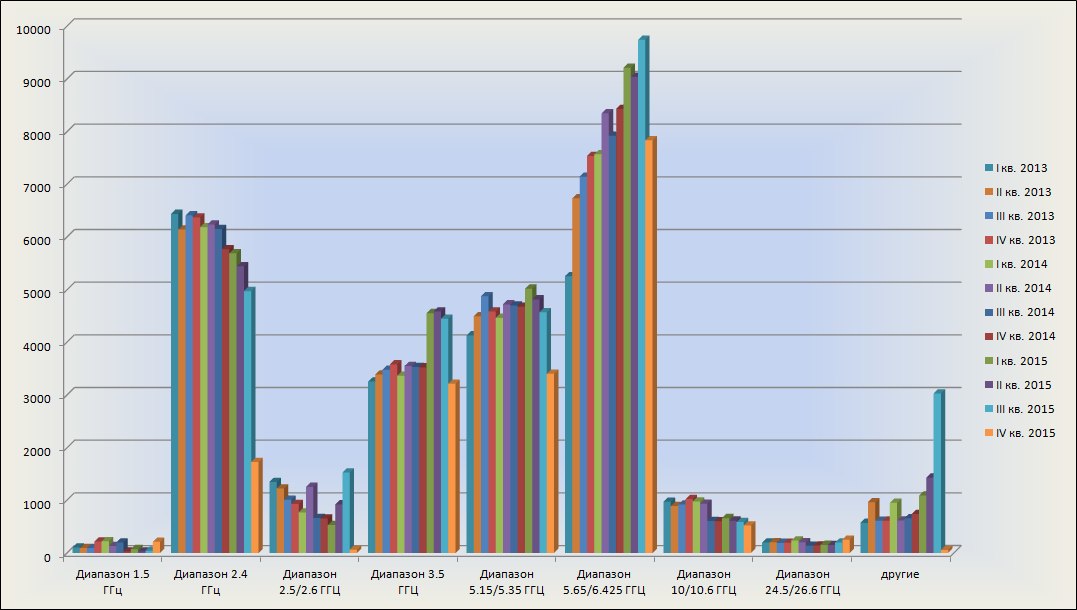 10000
9000
8000
7000
6000
5000
4000
3000
2000
1000
0
Диапазон 1.5
ГГц
Диапазон 2.4
ГГц
Диапазон
2.5/2.6 ГГЦ
Диапазон 3.5
ГГЦ
Диапазон
5.15/5.35 ГГЦ
Диапазон
5.65/6.425 ГГЦ
Диапазон
10/10.6 ГГЦ
Диапазон
24.5/26.6 ГГЦ
другие
I кв. 2013
II кв. 2013
III кв. 2013
IV кв. 2013
I кв. 2014
II кв. 2014
III кв. 2014
IV кв. 2014
I кв. 2015
II кв. 2015
III кв. 2015
IV кв. 2015